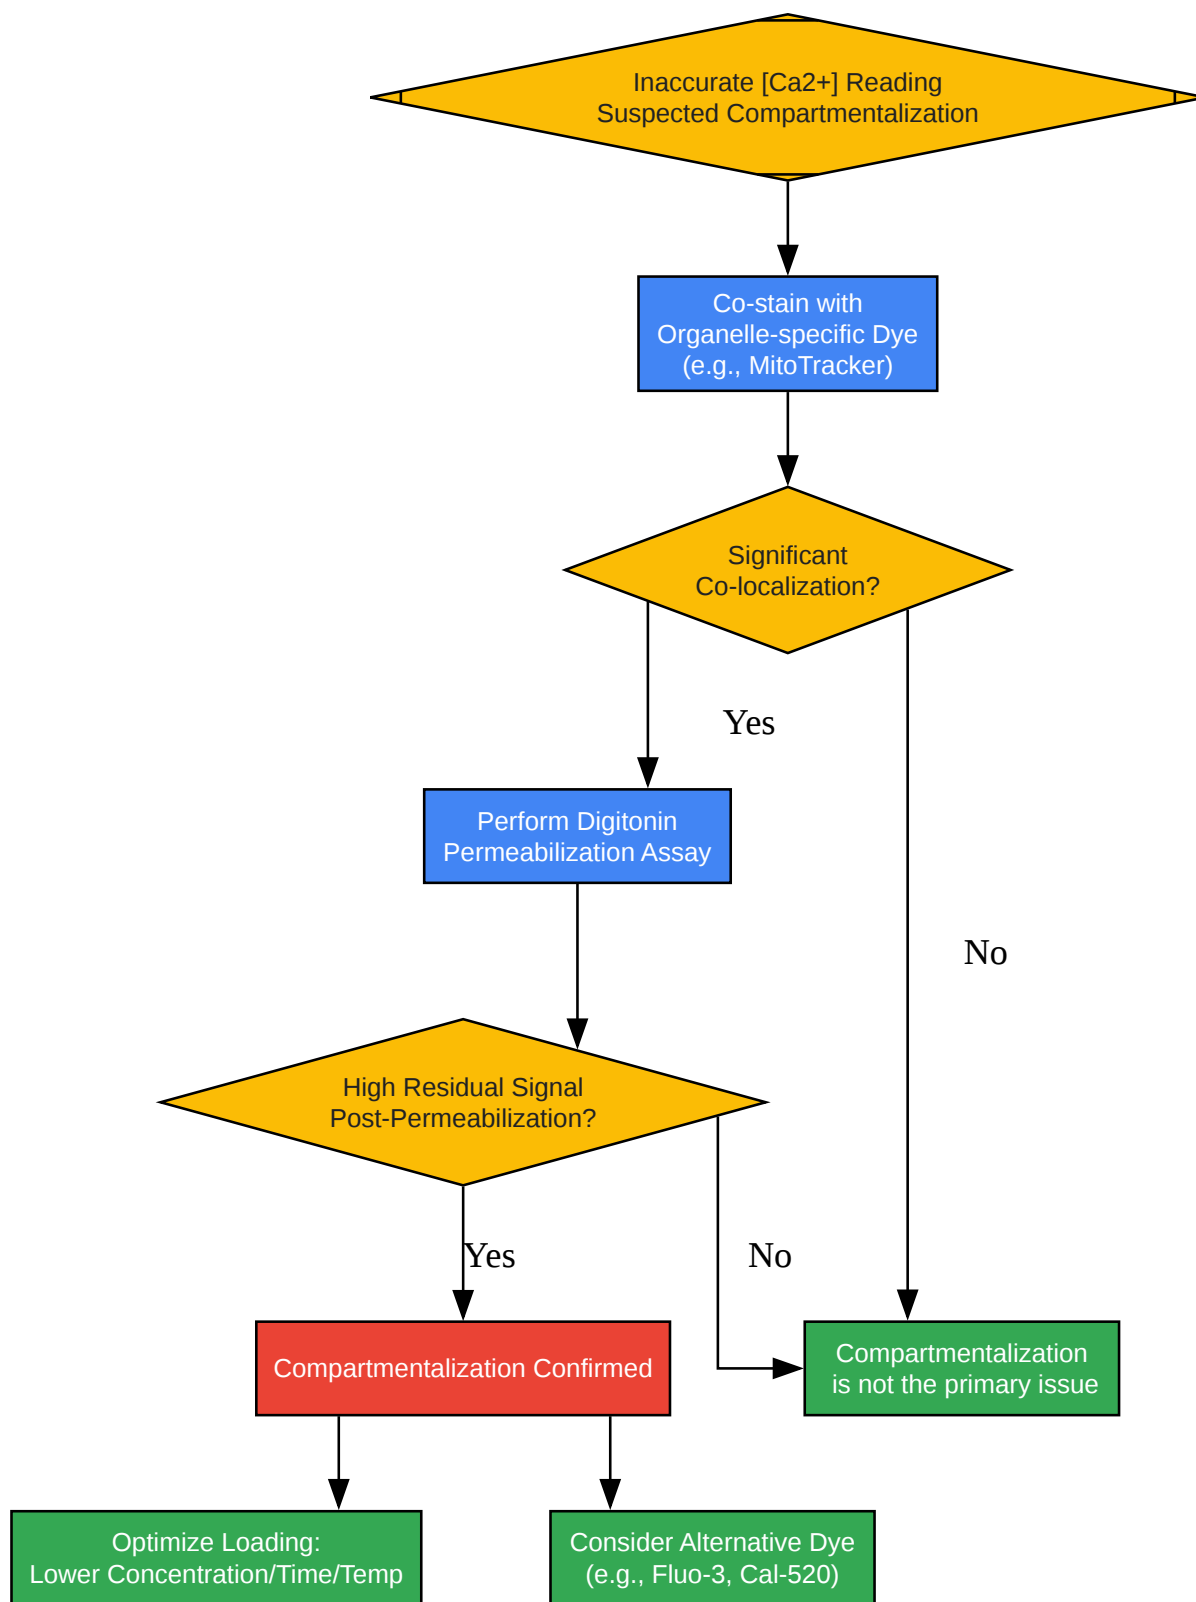 Inaccurate [Ca2+] Reading
Suspected Compartmentalization
Co-stain with
Organelle-specific Dye
(e.g., MitoTracker)
Significant
Co-localization?
Yes
Perform Digitonin
Permeabilization Assay
No
High Residual Signal
Post-Permeabilization?
Yes
No
Compartmentalization Confirmed
Compartmentalization
is not the primary issue
Optimize Loading:
Lower Concentration/Time/Temp
Consider Alternative Dye
(e.g., Fluo-3, Cal-520)